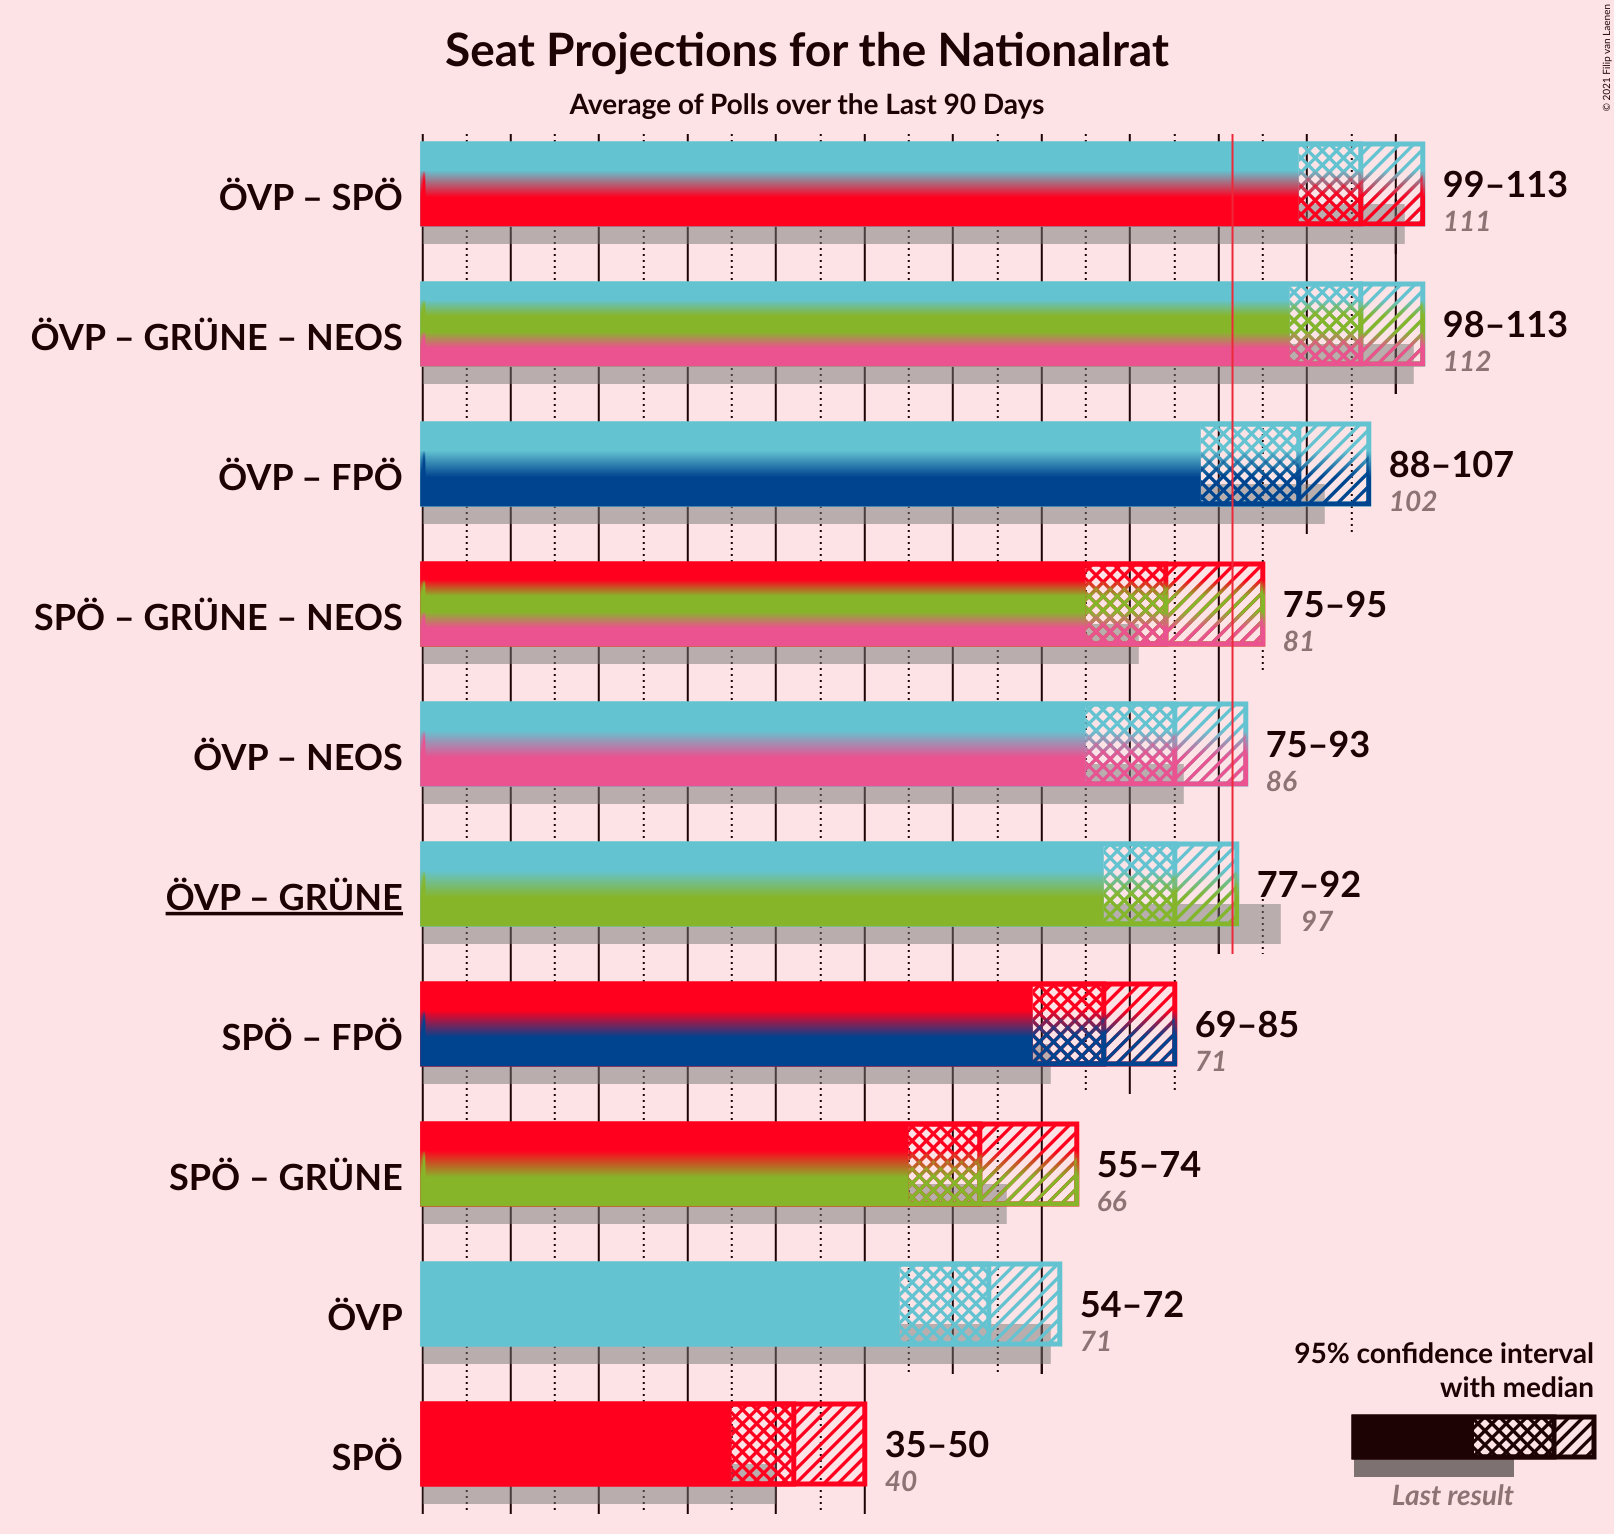 Seat Projections for the Nationalrat
Average of Polls over the Last 90 Days
© 2021 Filip van Laenen
ÖVP – SPÖ
99–113
111
ÖVP – GRÜNE – NEOS
98–113
112
ÖVP – FPÖ
88–107
102
SPÖ – GRÜNE – NEOS
75–95
81
ÖVP – NEOS
75–93
86
ÖVP – GRÜNE
77–92
97
SPÖ – FPÖ
69–85
71
SPÖ – GRÜNE
55–74
66
ÖVP
54–72
71
SPÖ
35–50
40
95% confidence interval
with median
Last result